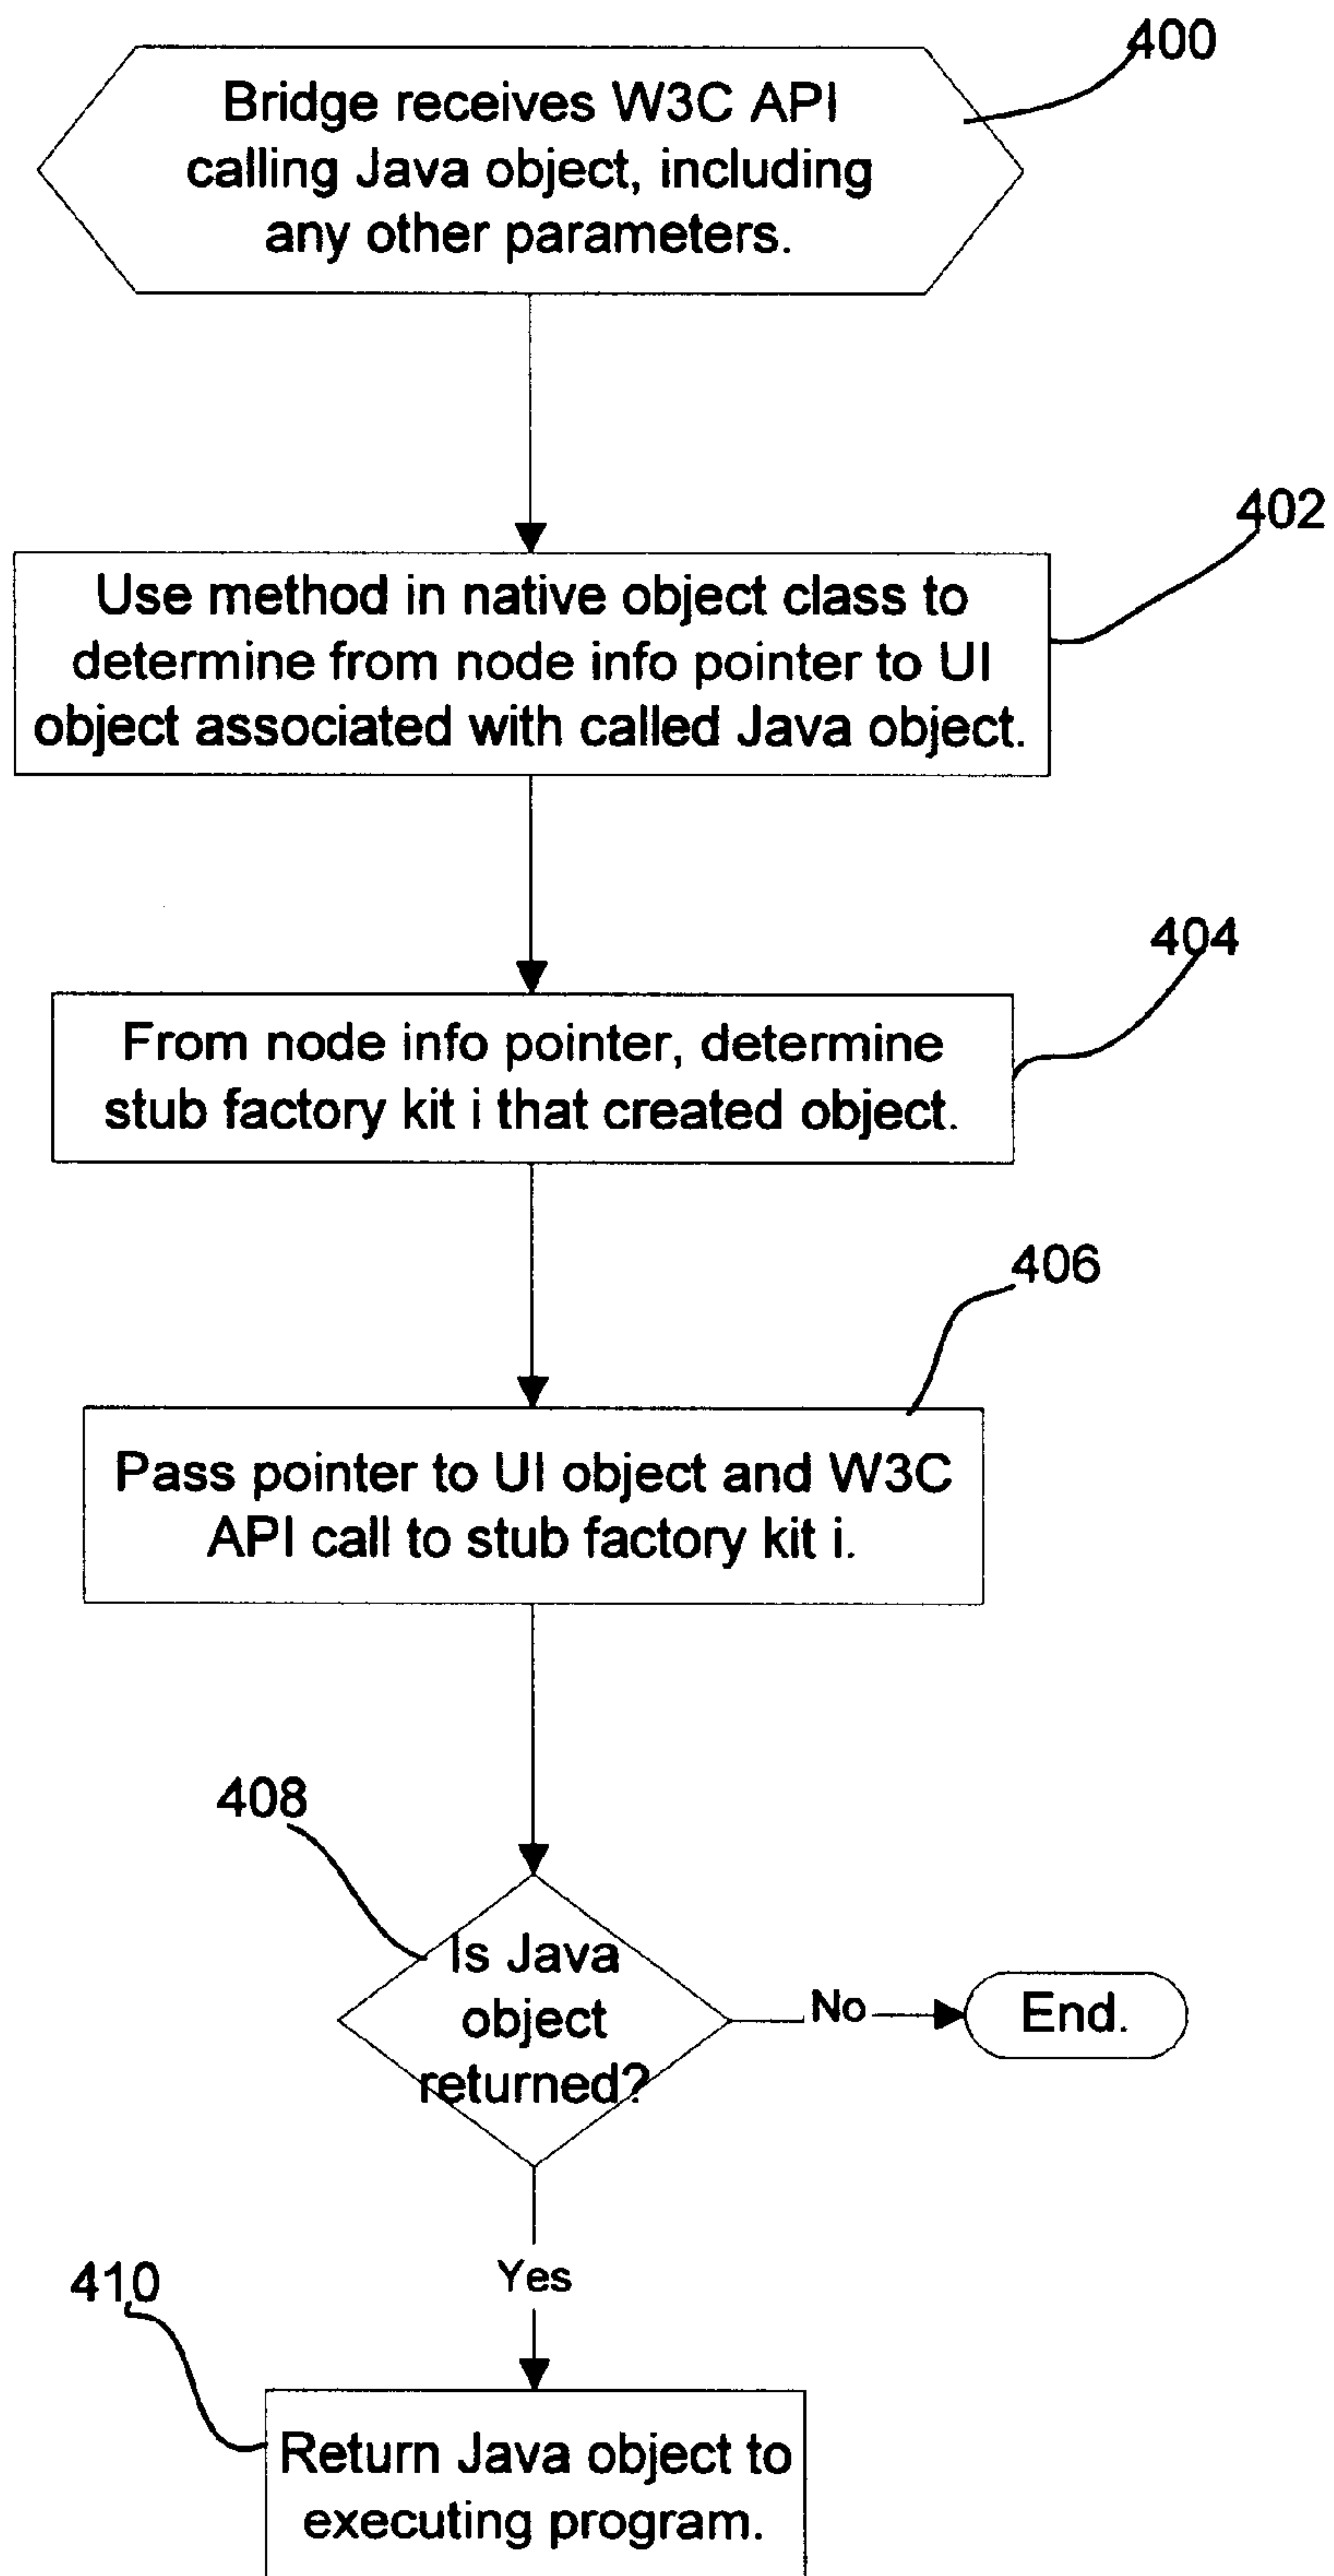 400
Bridge receives W3C API
calling Java object, including
any other parameters.
402
Use method in native object class to
determine from node info pointer to UI
object associated with called Java object.
404
From node info pointer, determine
stub factory kit i that created object.
406
Pass pointer to UI object and W3C
API call to stub factory kit i.
408
Is Java
object
returned?
No
End.
Yes
410
Return Java object to
executing program.